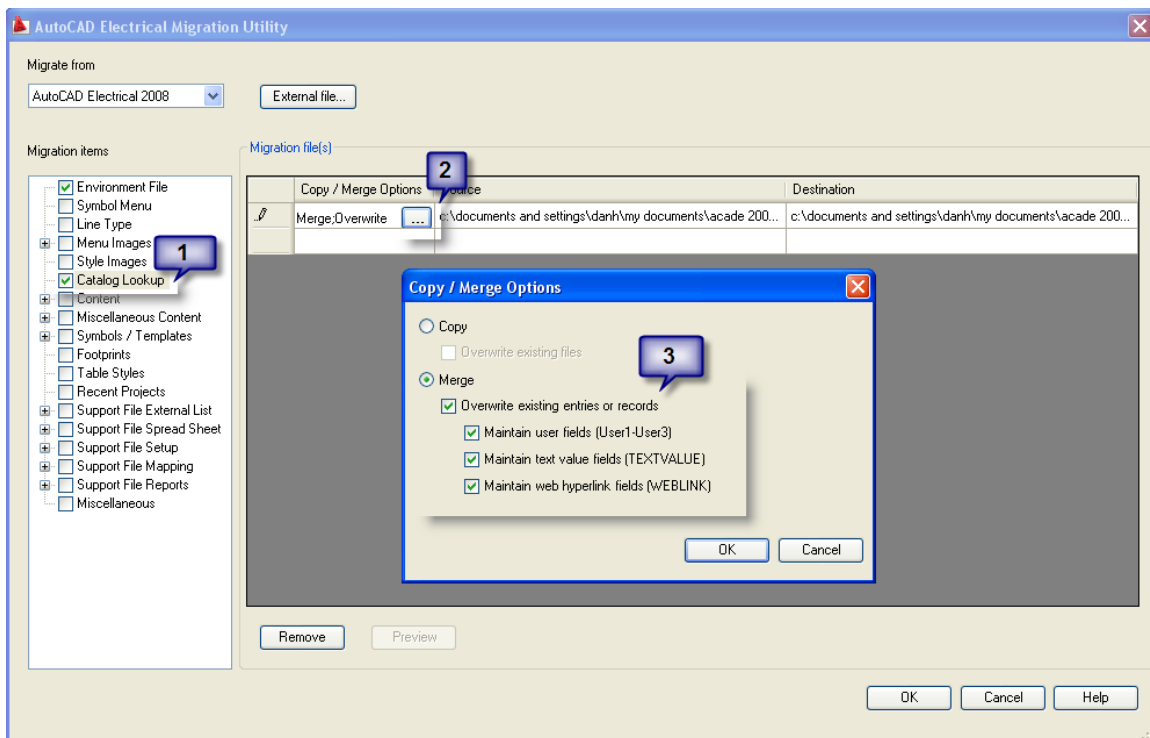 AutoCAD Electrical Migration Utility
Migrate from
AutoCAD Electrical 2008
External file...
Migration items
Environment File
Symbol Menu
Line Type
Menu Images
Style Images
Catalog Lookup
Content
Miscellaneous Content
Symbols / Templates
Footprints
Table Styles
Recent Projects
Support File External List
Support File Spread Sheet
Support File Setup
Support File Mapping
Support File Reports
Miscellaneous
1
Migration file(s)
2
Copy / Merge Options
Destination
Merge;Overwrite ... c:\documents and settings\danh\my documents\acade 200... c:\documents and settings\danh\my documents\acade 200...
Copy / Merge Options
Copy
Overwrite existing files
3
Merge
Overwrite existing entries or records
Maintain user fields (User1-User3)
Maintain text value fields (TEXTVALUE)
Maintain web hyperlink fields (WEBLINK)
OK Cancel
Remove Preview
OK Cancel Help